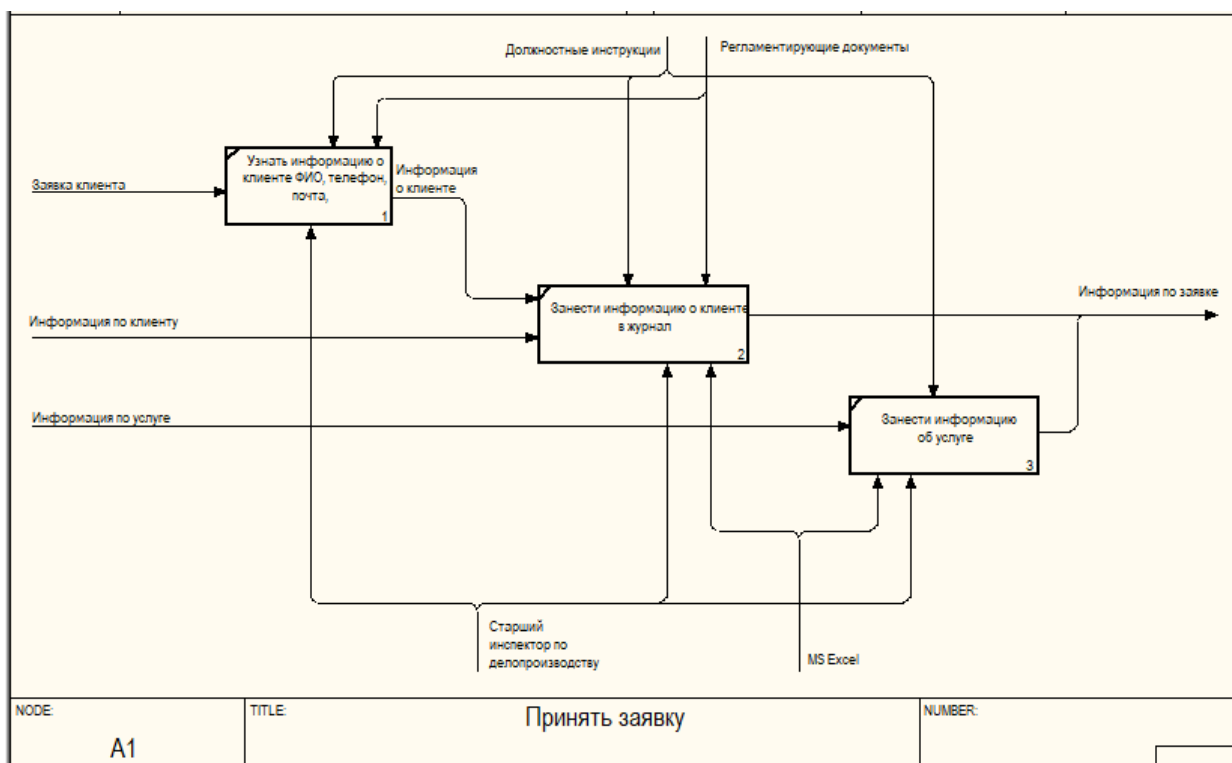 Должностные инструкции
Регламентирующие документы
Узнать информацию о
клиенте ФИО, телефон,
почта,
1
Заявка клиента
Информация
о клиенте
Занести информацию о клиенте
в журнал
2
Информация по заявке
Информация по клиенту
Информация по услуге
Занести информацию
об услуге
3
Старший
инспектор по
делопроизводству
MS Excel
NODE:
A1
TITLE:
Принять заявку
NUMBER: